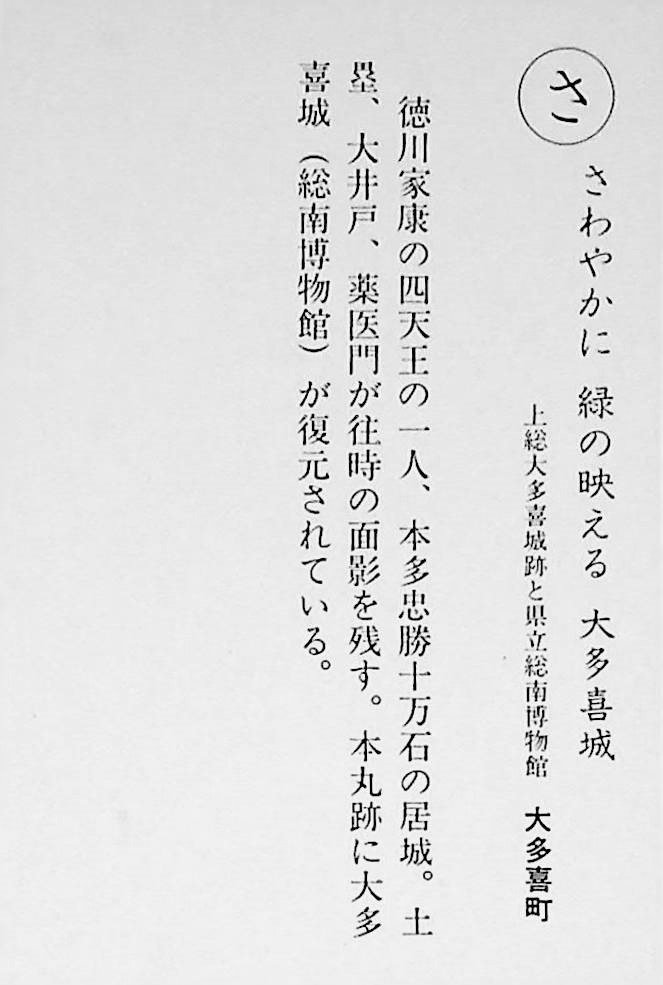 さ
さわやかに 緑の映える 大多喜城
上総大多喜城跡と県立総南博物館 大多喜町
徳川家康の四天王の一人、本多忠勝十万石の居城。土
塁、大井戸、薬医門が往時の面影を残す。本丸跡に大多
喜城（総南博物館）が復元されている。